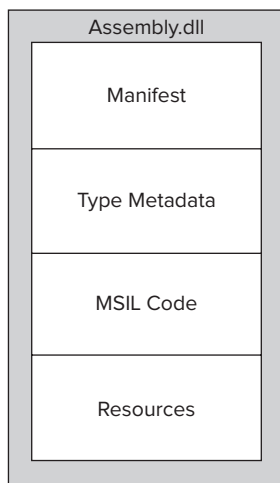 Assembly.dll
Manifest
Type Metadata
MSIL Code
Resources